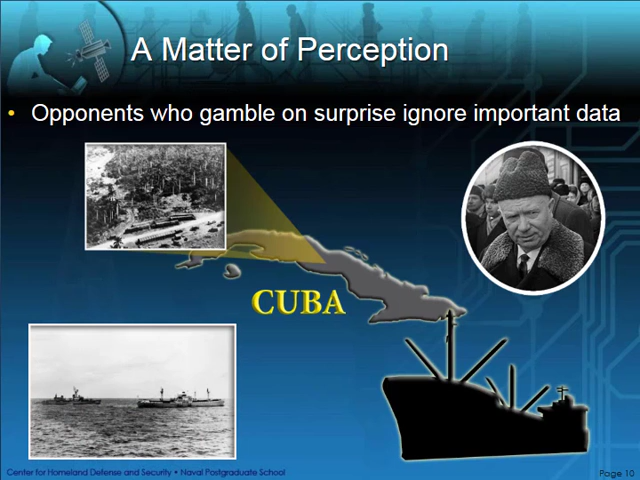 A Matter of Perception
• Opponents who gamble on surprise ignore important data
CUBA
Center for Homeland Defense and Security • Naval Postgraduate School
Page 10